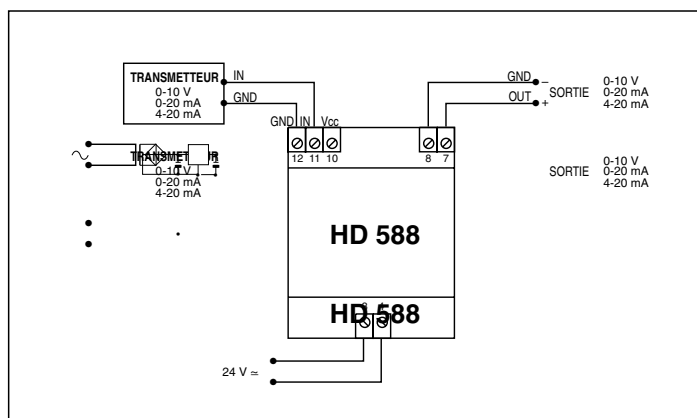 TRANSMETTEUR
0-10 V
0-20 mA
4-20 mA
IN
GND
GND IN Vcc
12 11 10
8 7
GND –
OUT +
SORTIE
0-10 V
0-20 mA
4-20 mA
TRANSMETTEUR
0-10 V
0-20 mA
4-20 mA
SORTIE
0-10 V
0-20 mA
4-20 mA
HD 588
HD 588
24 V ≃